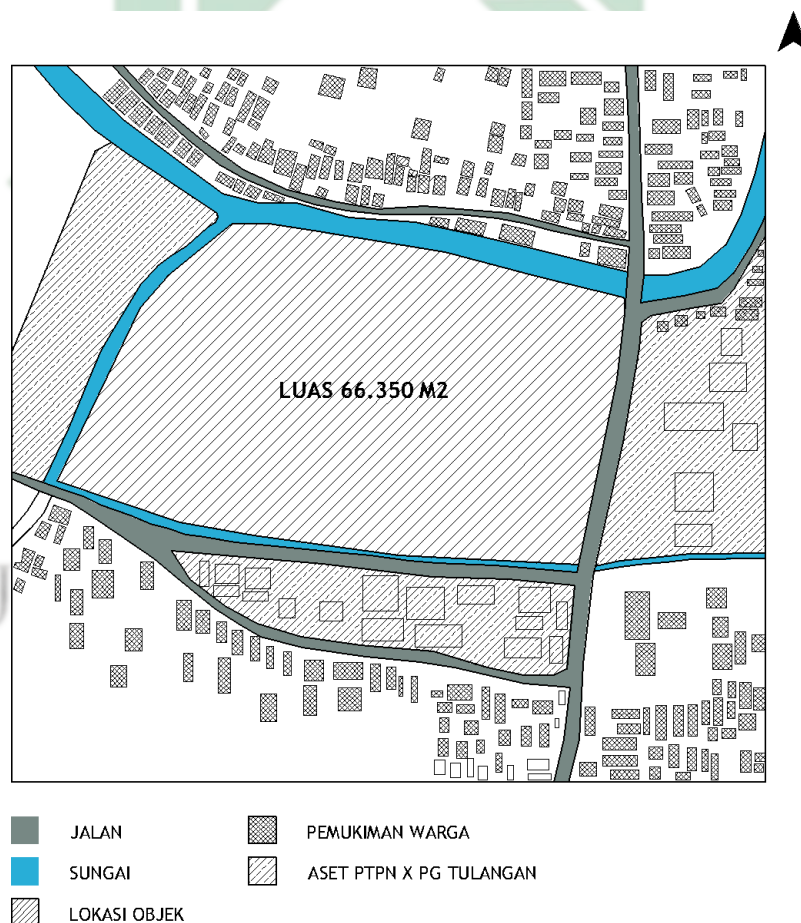 LUAS 66.350 M2
JALAN
PEMUKIMAN WARGA
SUNGAI
ASET PTPN X PG TULANGAN
LOKASI OBJEK